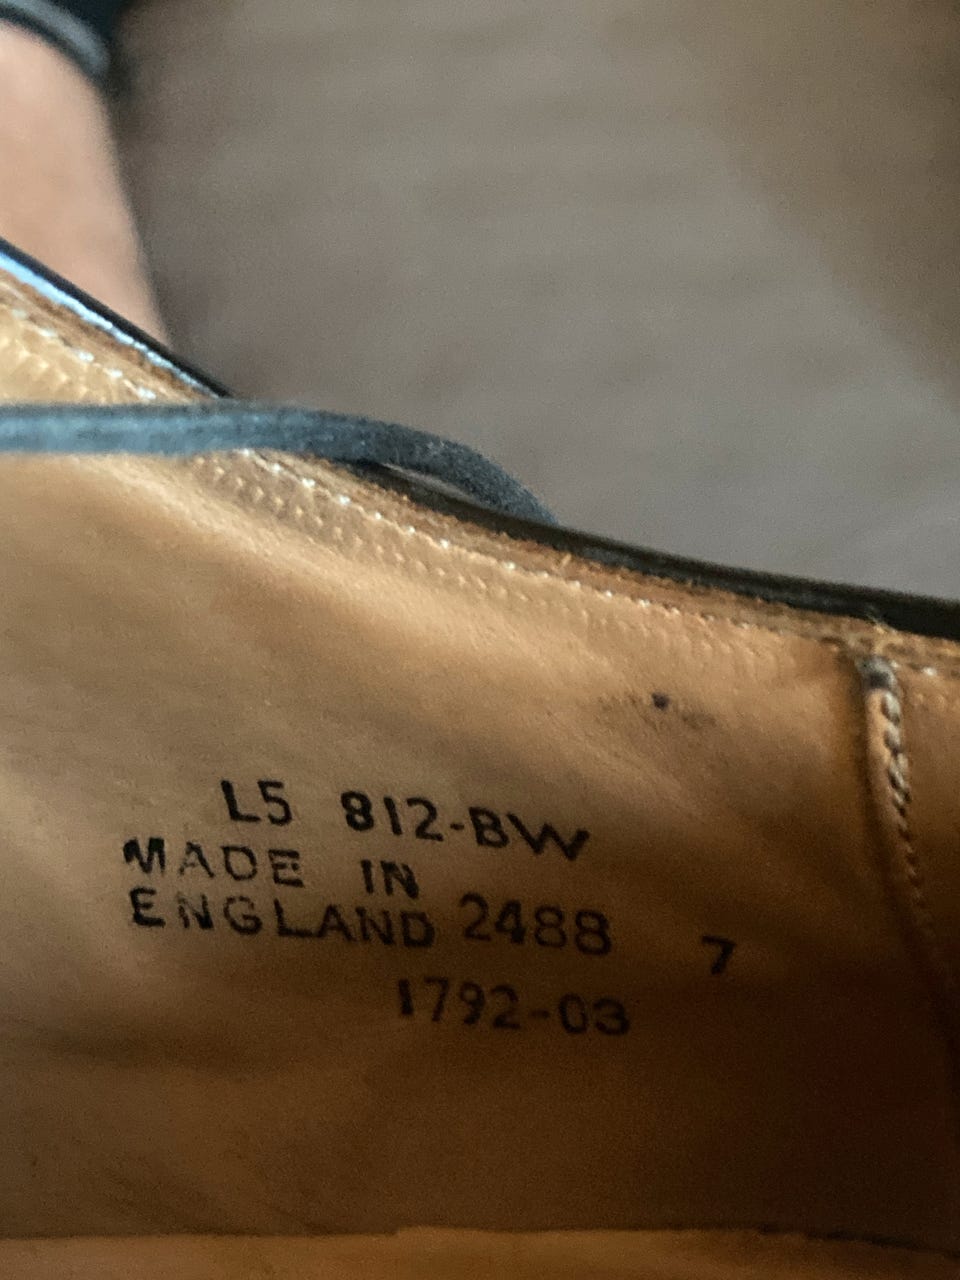 L5 812-BW
MADE IN
ENGLAND 2488 7
1792-03